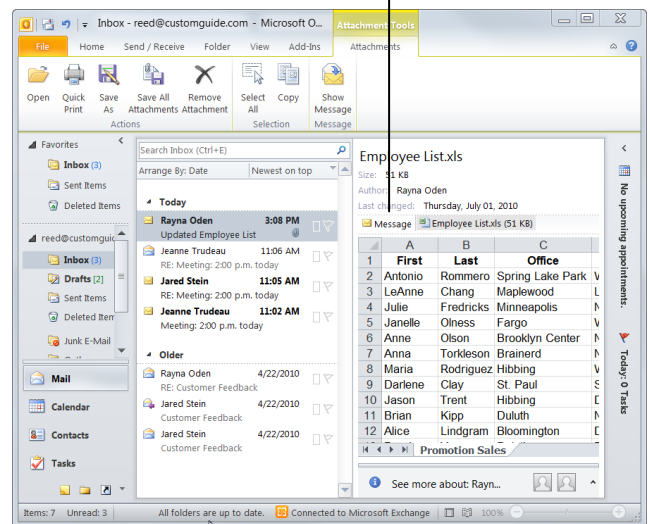 Inbox - reed@customguide.com - Microsoft O...
Attachment Tools
File Home Send / Receive Folder View Add-Ins Attachments
Open Quick Print Save As Save All Attachments Remove Attachment Select All Copy Show Message
Actions Selection Message
Favorites
Inbox (3)
Sent Items
Deleted Items
reed@customguid
Inbox (3)
Drafts [2]
Sent Items
Deleted Item
Junk E-Mail
Mail
Calendar
Contacts
Tasks
Search Inbox (Ctrl+E)
Arrange By: Date Newest on top
Today
Rayna Oden 3:08 PM
Updated Employee List
Jeanne Trudeau 11:06 AM
RE: Meeting: 2:00 p.m. today
Jared Stein 11:05 AM
RE: Meeting: 2:00 p.m. today
Jeanne Trudeau 11:02 AM
Meeting: 2:00 p.m. today
Older
Rayna Oden 4/22/2010
RE: Customer Feedback
Jared Stein 4/22/2010
Customer Feedback
Jared Stein 4/22/2010
Customer Feedback
Employee List.xls
Size: 51 KB
Author: Rayna Oden
Last changed: Thursday, July 01, 2010
Message Employee List.xls (51 KB)
A B C
1 First Last Office
2 Antonio Rommero Spring Lake Park
3 LeAnne Chang Maplewood
4 Julie Fredricks Minneapolis
5 Janelle Olness Fargo
6 Anne Olson Brooklyn Center
7 Anna Torkleson Brainerd
8 Maria Rodriguez Hibbing
9 Darlene Clay St. Paul
10 Jason Trent Hibbing
11 Brian Kipp Duluth
12 Alice Lindgram Bloomington
Promotion Sales
See more about: Rayn...
No upcoming appointments.
Today: 0 Tasks
Items: 7 Unread: 3 All folders are up to date. Connected to Microsoft Exchange 100%